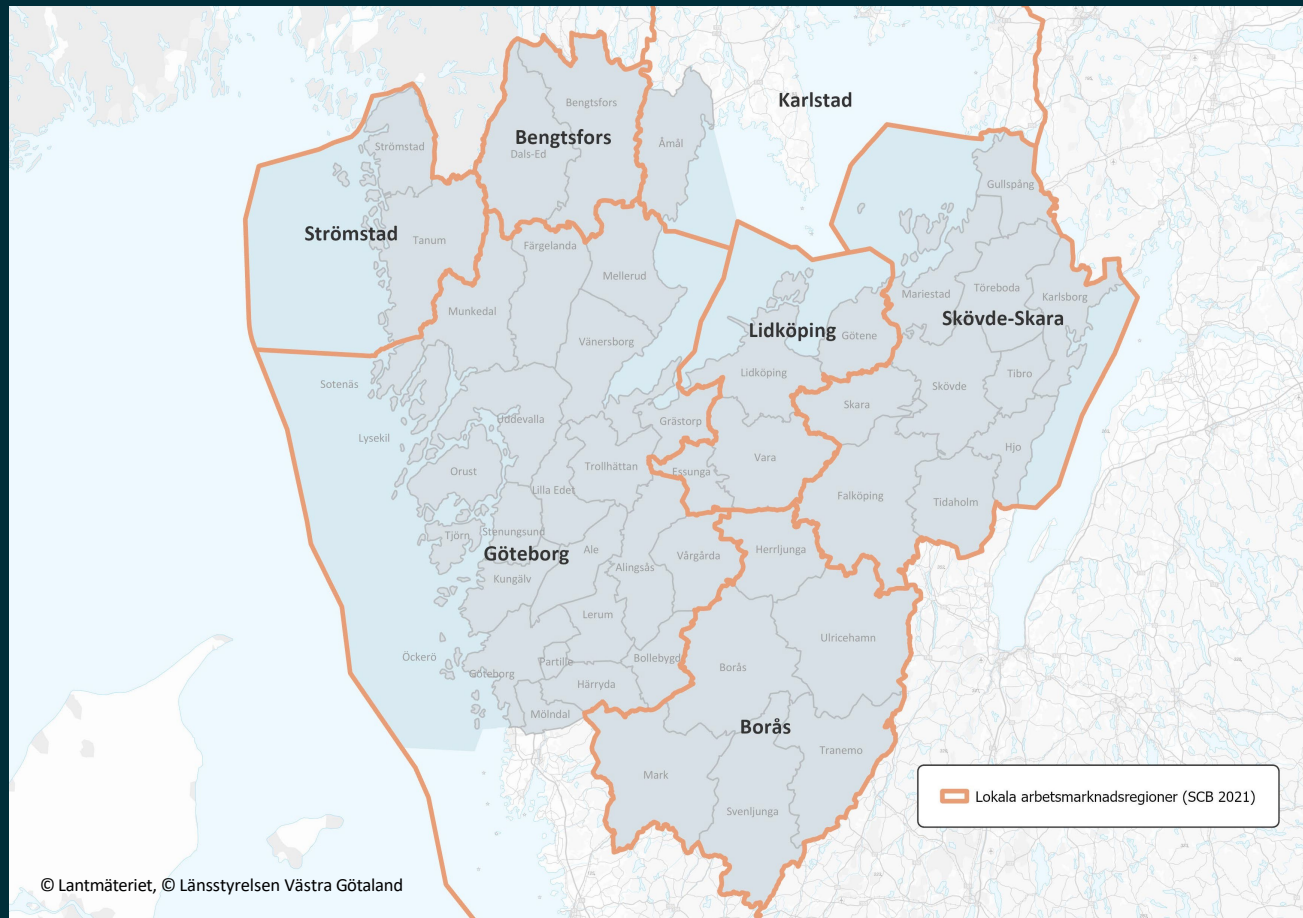 Karlstad
Bengtsfors
Bengtsfors
Dals-Ed
Åmål
Strömstad
Strömstad
Tanum
Gullspång
Färgelanda
Mellerud
Munkedal
Vänersborg
Mariestad
Töreboda
Karlsborg
Skövde-Skara
Lidköping
Götene
Lidköping
Sotenäs
Skövde
Tibro
Skara
Lysekil
Uddevalla
Grästorp
Hjo
Trollhättan
Vara
Orust
Essunga
Lilla Edet
Falköping
Tidaholm
Tjörn
Stenungsund
Göteborg
Ale
Vårgårda
Herrljunga
Alingsås
Kungälv
Lerum
Ulricehamn
Öckerö
Partille
Bollebygd
Borås
Göteborg
Härryda
Mölndal
Borås
Tranemo
Mark
Svenljunga
Lokala arbetsmarknadsregioner (SCB 2021)
© Lantmäteriet, © Länsstyrelsen Västra Götaland